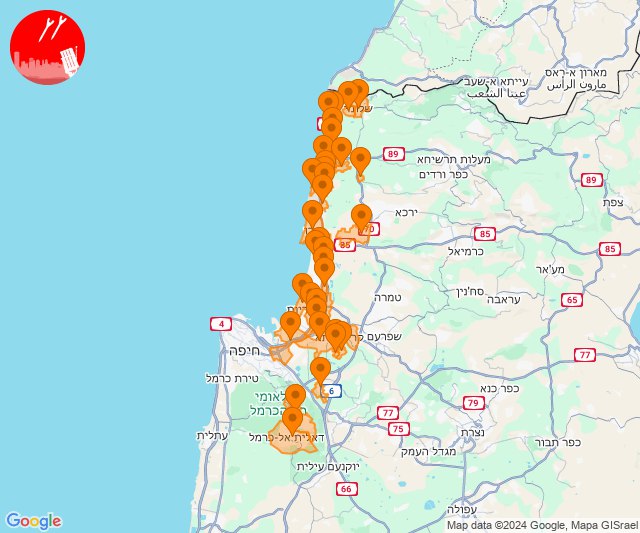 מארון א-ראס
مارون الرأس
עייתא א-שעב
عيتا الشعب
89
מעלות תרשיחא
כפר ורדים
89
צפת
ירכא
70
85
85
85
כרמיאל
מע'אר
סח'נין
טמרה
עראבה
65
4
חיפה
שפרעם
77
טירת כרמל
6
כפר כנא
79
77
75
נצרת
עתלית
דאלית אל-כרמל
מגדל העמק
כפר תבור
יוקנעם עילית
66
עפולה
Google
Map data ©2024 Google, Mapa GISrael